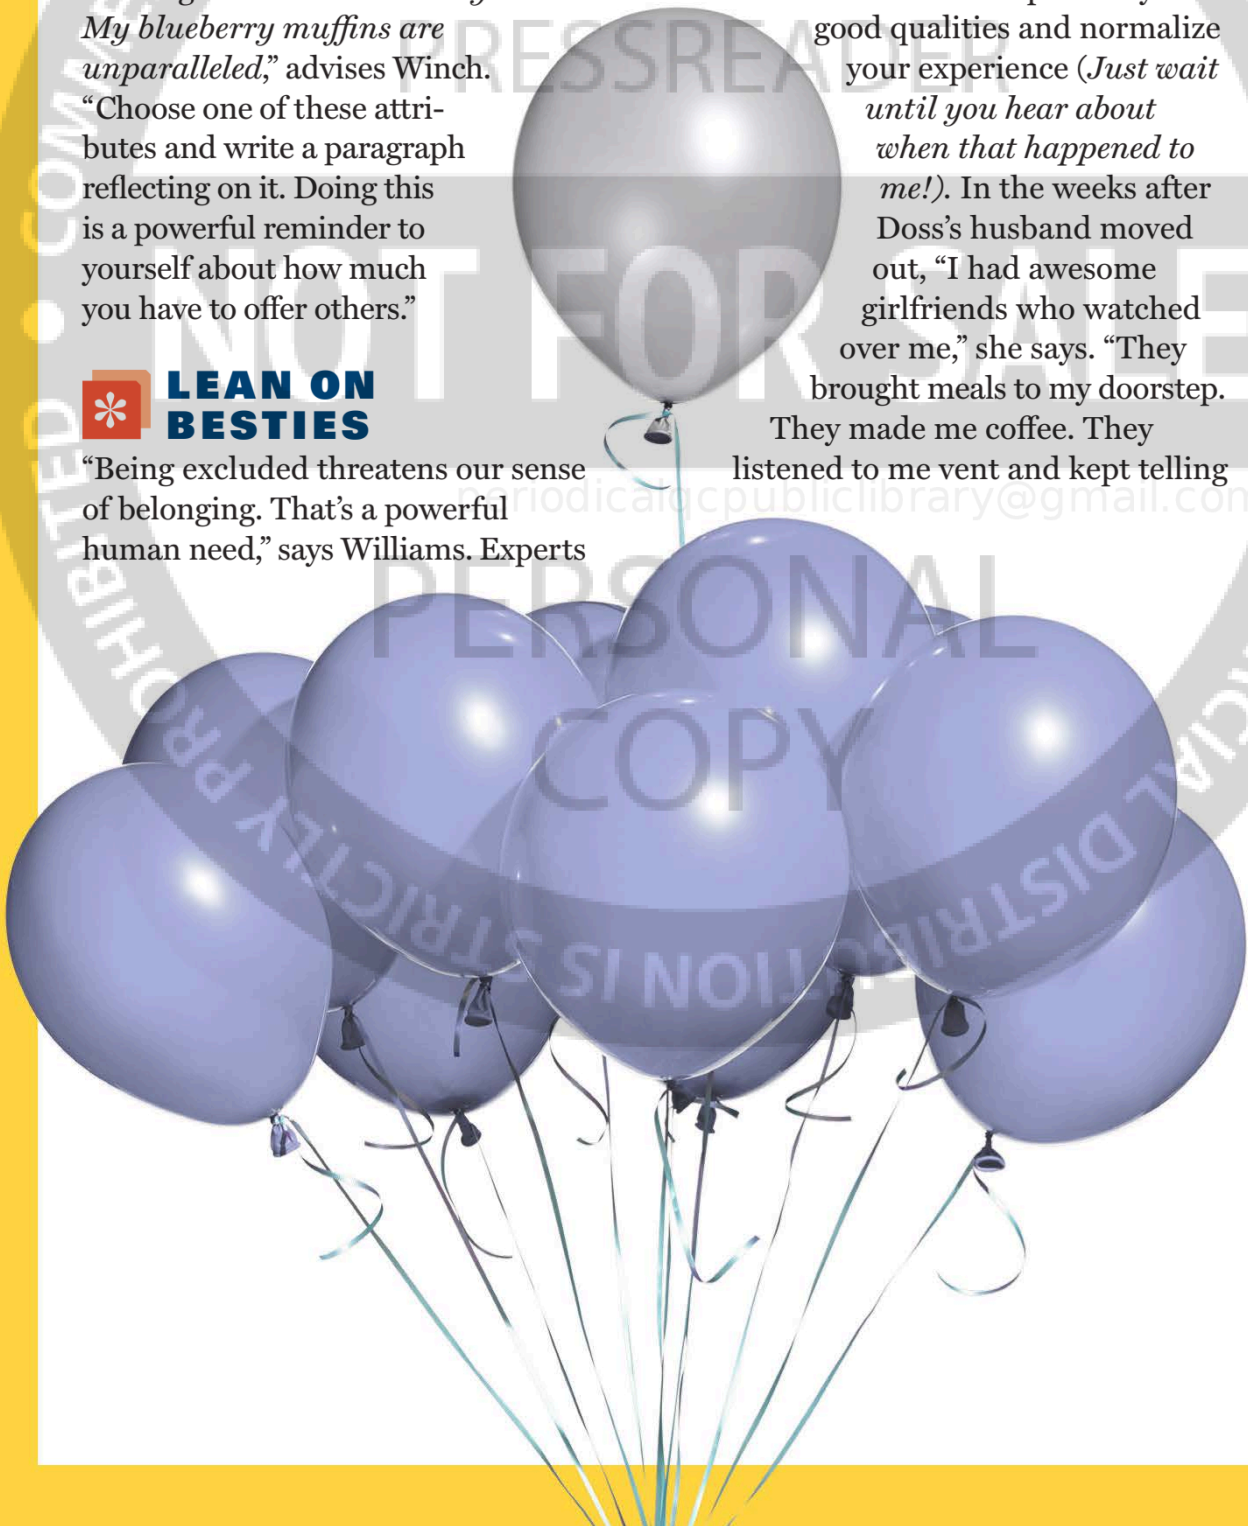 My blueberry muffins are
unparalleled,” advises Winch.
“Choose one of these attri-
butes and write a paragraph
reflecting on it. Doing this
is a powerful reminder to
yourself about how much
you have to offer others.”
LEAN ON
BESTIES
“Being excluded threatens our sense
of belonging. That’s a powerful
human need,” says Williams. Experts
good qualities and normalize
your experience (Just wait
until you hear about
when that happened to
me!). In the weeks after
Doss’s husband moved
out, “I had awesome
girlfriends who watched
over me,” she says. “They
brought meals to my doorstep.
They made me coffee. They
listened to me vent and kept telling
PRESSREADER
NOT FOR SALE
periodicalqcpubliclibrary@gmail.com
PERSONAL
COPY
DISTRIBUTION IS STRICTLY PROHIBITED